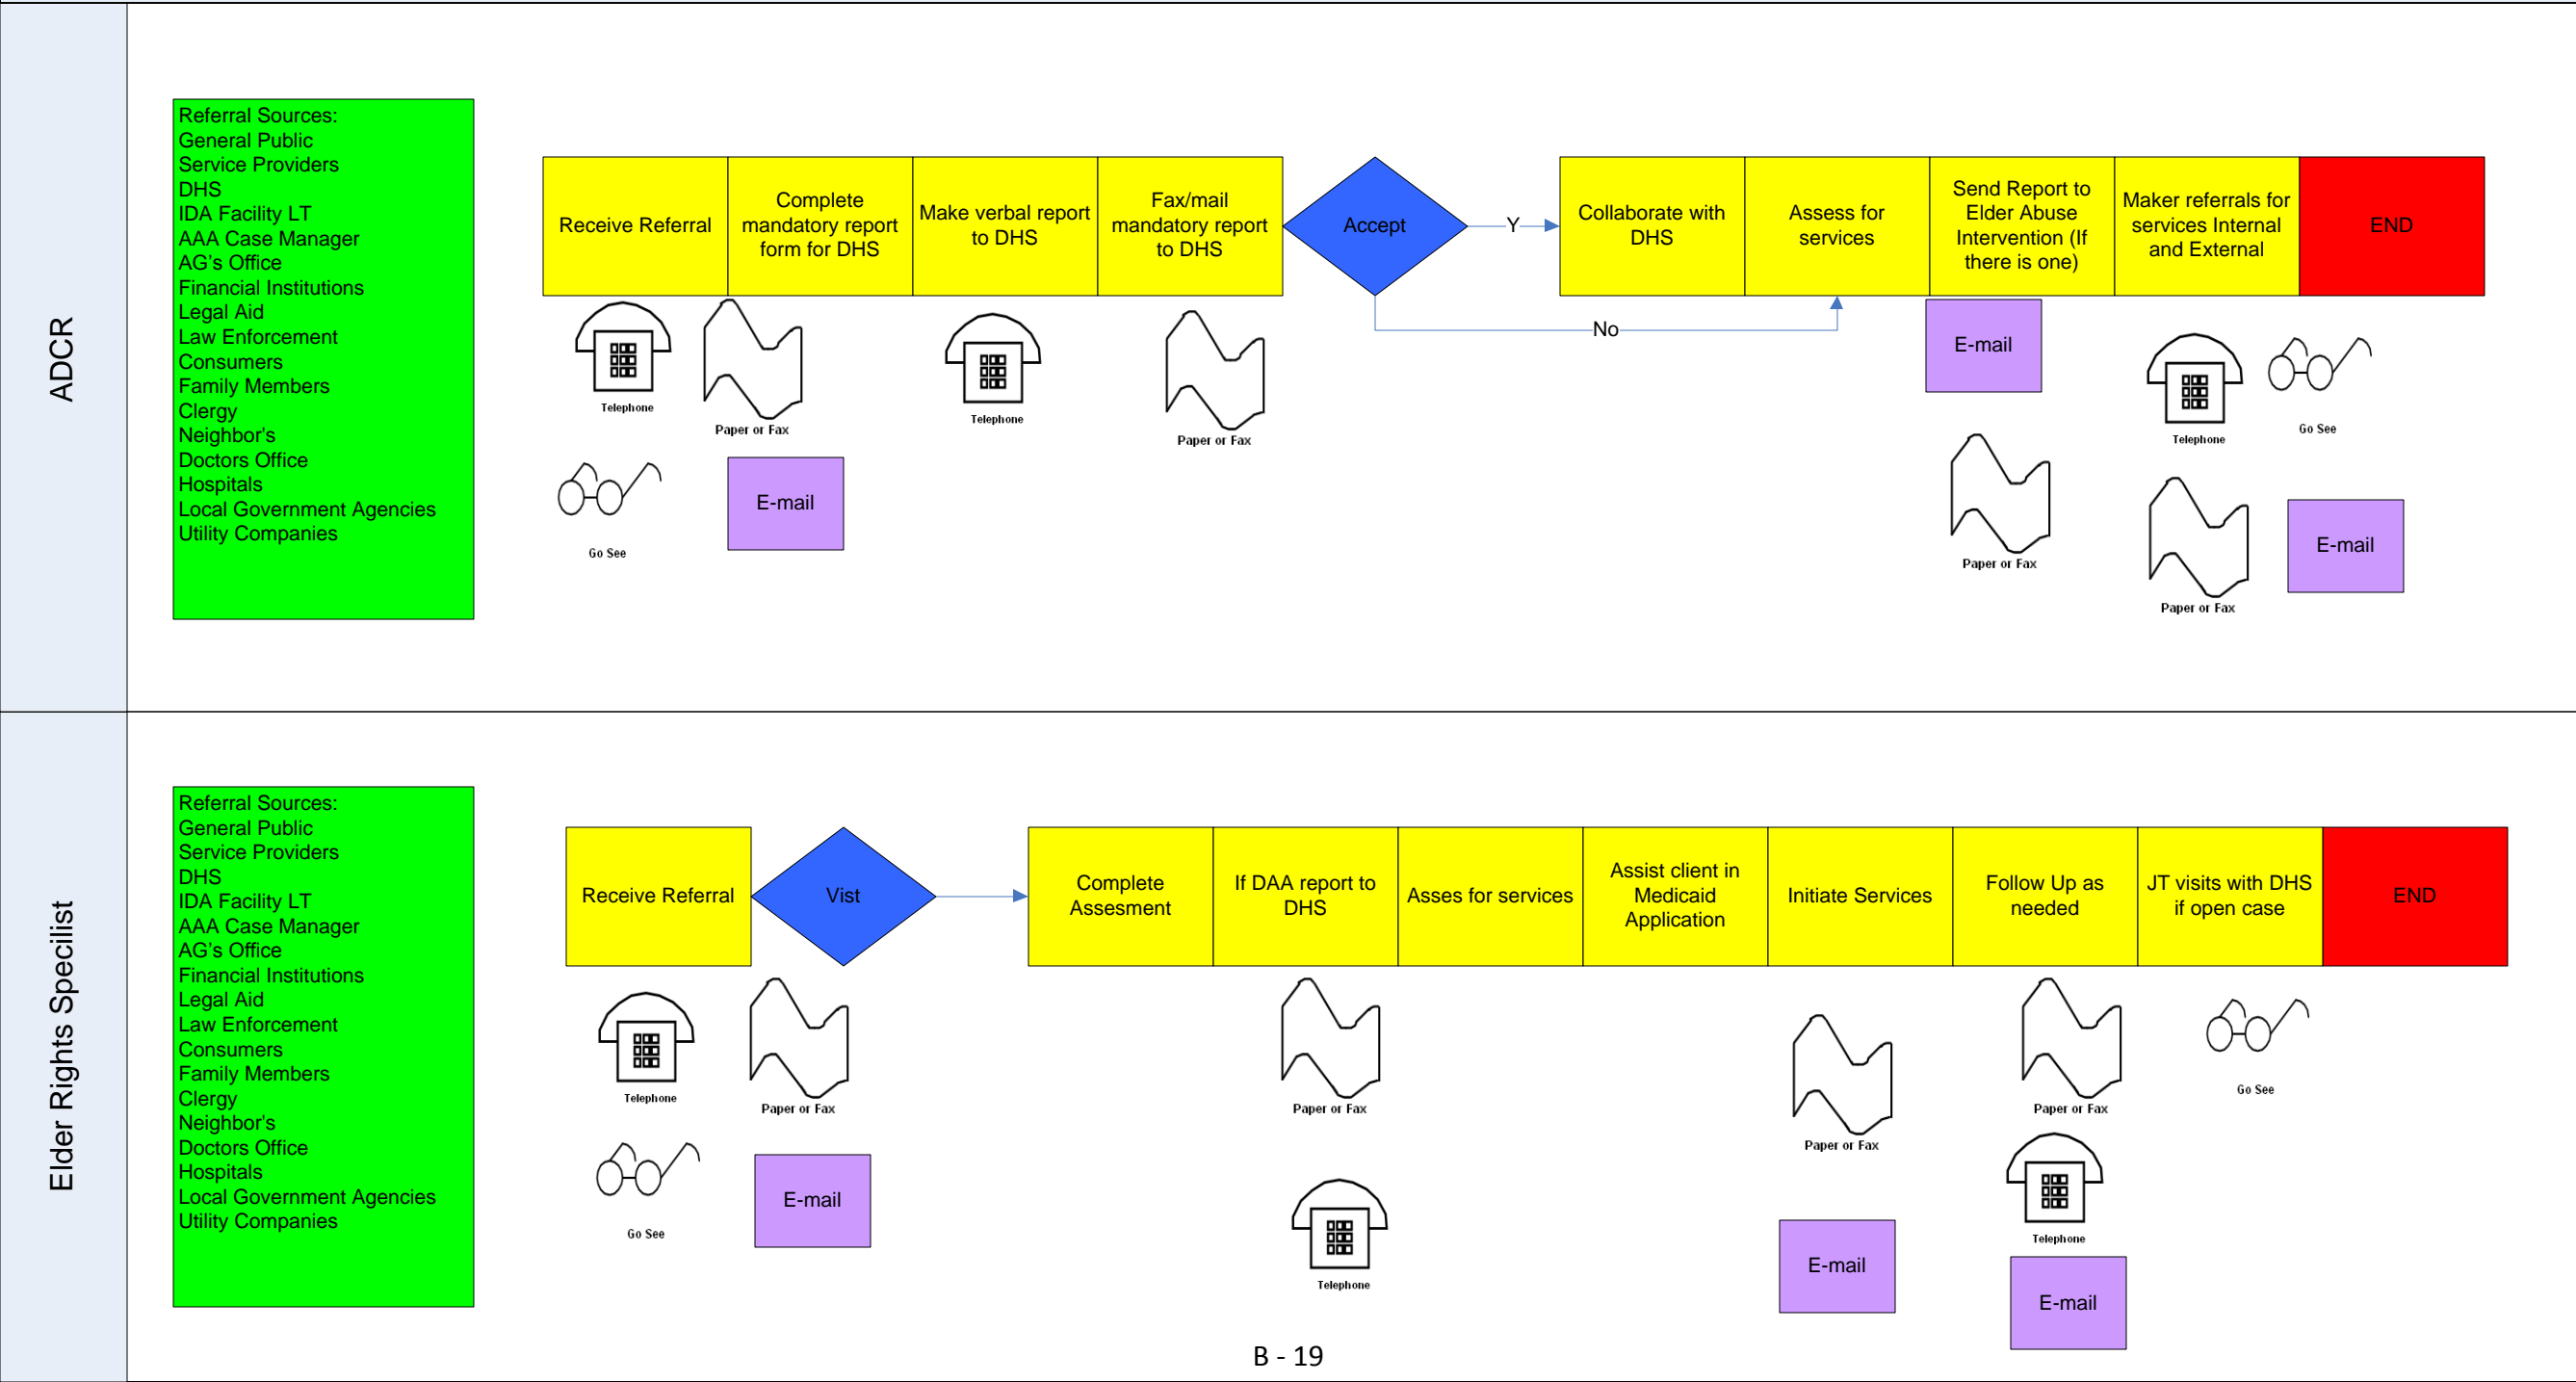 ADCR
Referral Sources:
General Public
Service Providers
DHS
IDA Facility LT
AAA Case Manager
AG's Office
Financial Institutions
Legal Aid
Law Enforcement
Consumers
Family Members
Clergy
Neighbor's
Doctors Office
Hospitals
Local Government Agencies
Utility Companies
Receive Referral
Complete
mandatory report
form for DHS
Make verbal report
to DHS
Fax/mail
mandatory report
to DHS
Accept
Y
No
Collaborate with
DHS
Assess for
services
Send Report to
Elder Abuse
Intervention (If
there is one)
Maker referrals for
services Internal
and External
END
Telephone
Paper or Fax
Go See
E-mail
Telephone
Paper or Fax
E-mail
Paper or Fax
Telephone
Go See
Paper or Fax
E-mail
Elder Rights Specilist
Referral Sources:
General Public
Service Providers
DHS
IDA Facility LT
AAA Case Manager
AG's Office
Financial Institutions
Legal Aid
Law Enforcement
Consumers
Family Members
Clergy
Neighbor's
Doctors Office
Hospitals
Local Government Agencies
Utility Companies
Receive Referral
Vist
Complete
Assesment
If DAA report to
DHS
Asses for services
Assist client in
Medicaid
Application
Initiate Services
Follow Up as
needed
JT visits with DHS
if open case
END
Telephone
Paper or Fax
Go See
E-mail
Paper or Fax
Telephone
Paper or Fax
E-mail
Paper or Fax
Telephone
E-mail
Go See
B - 19